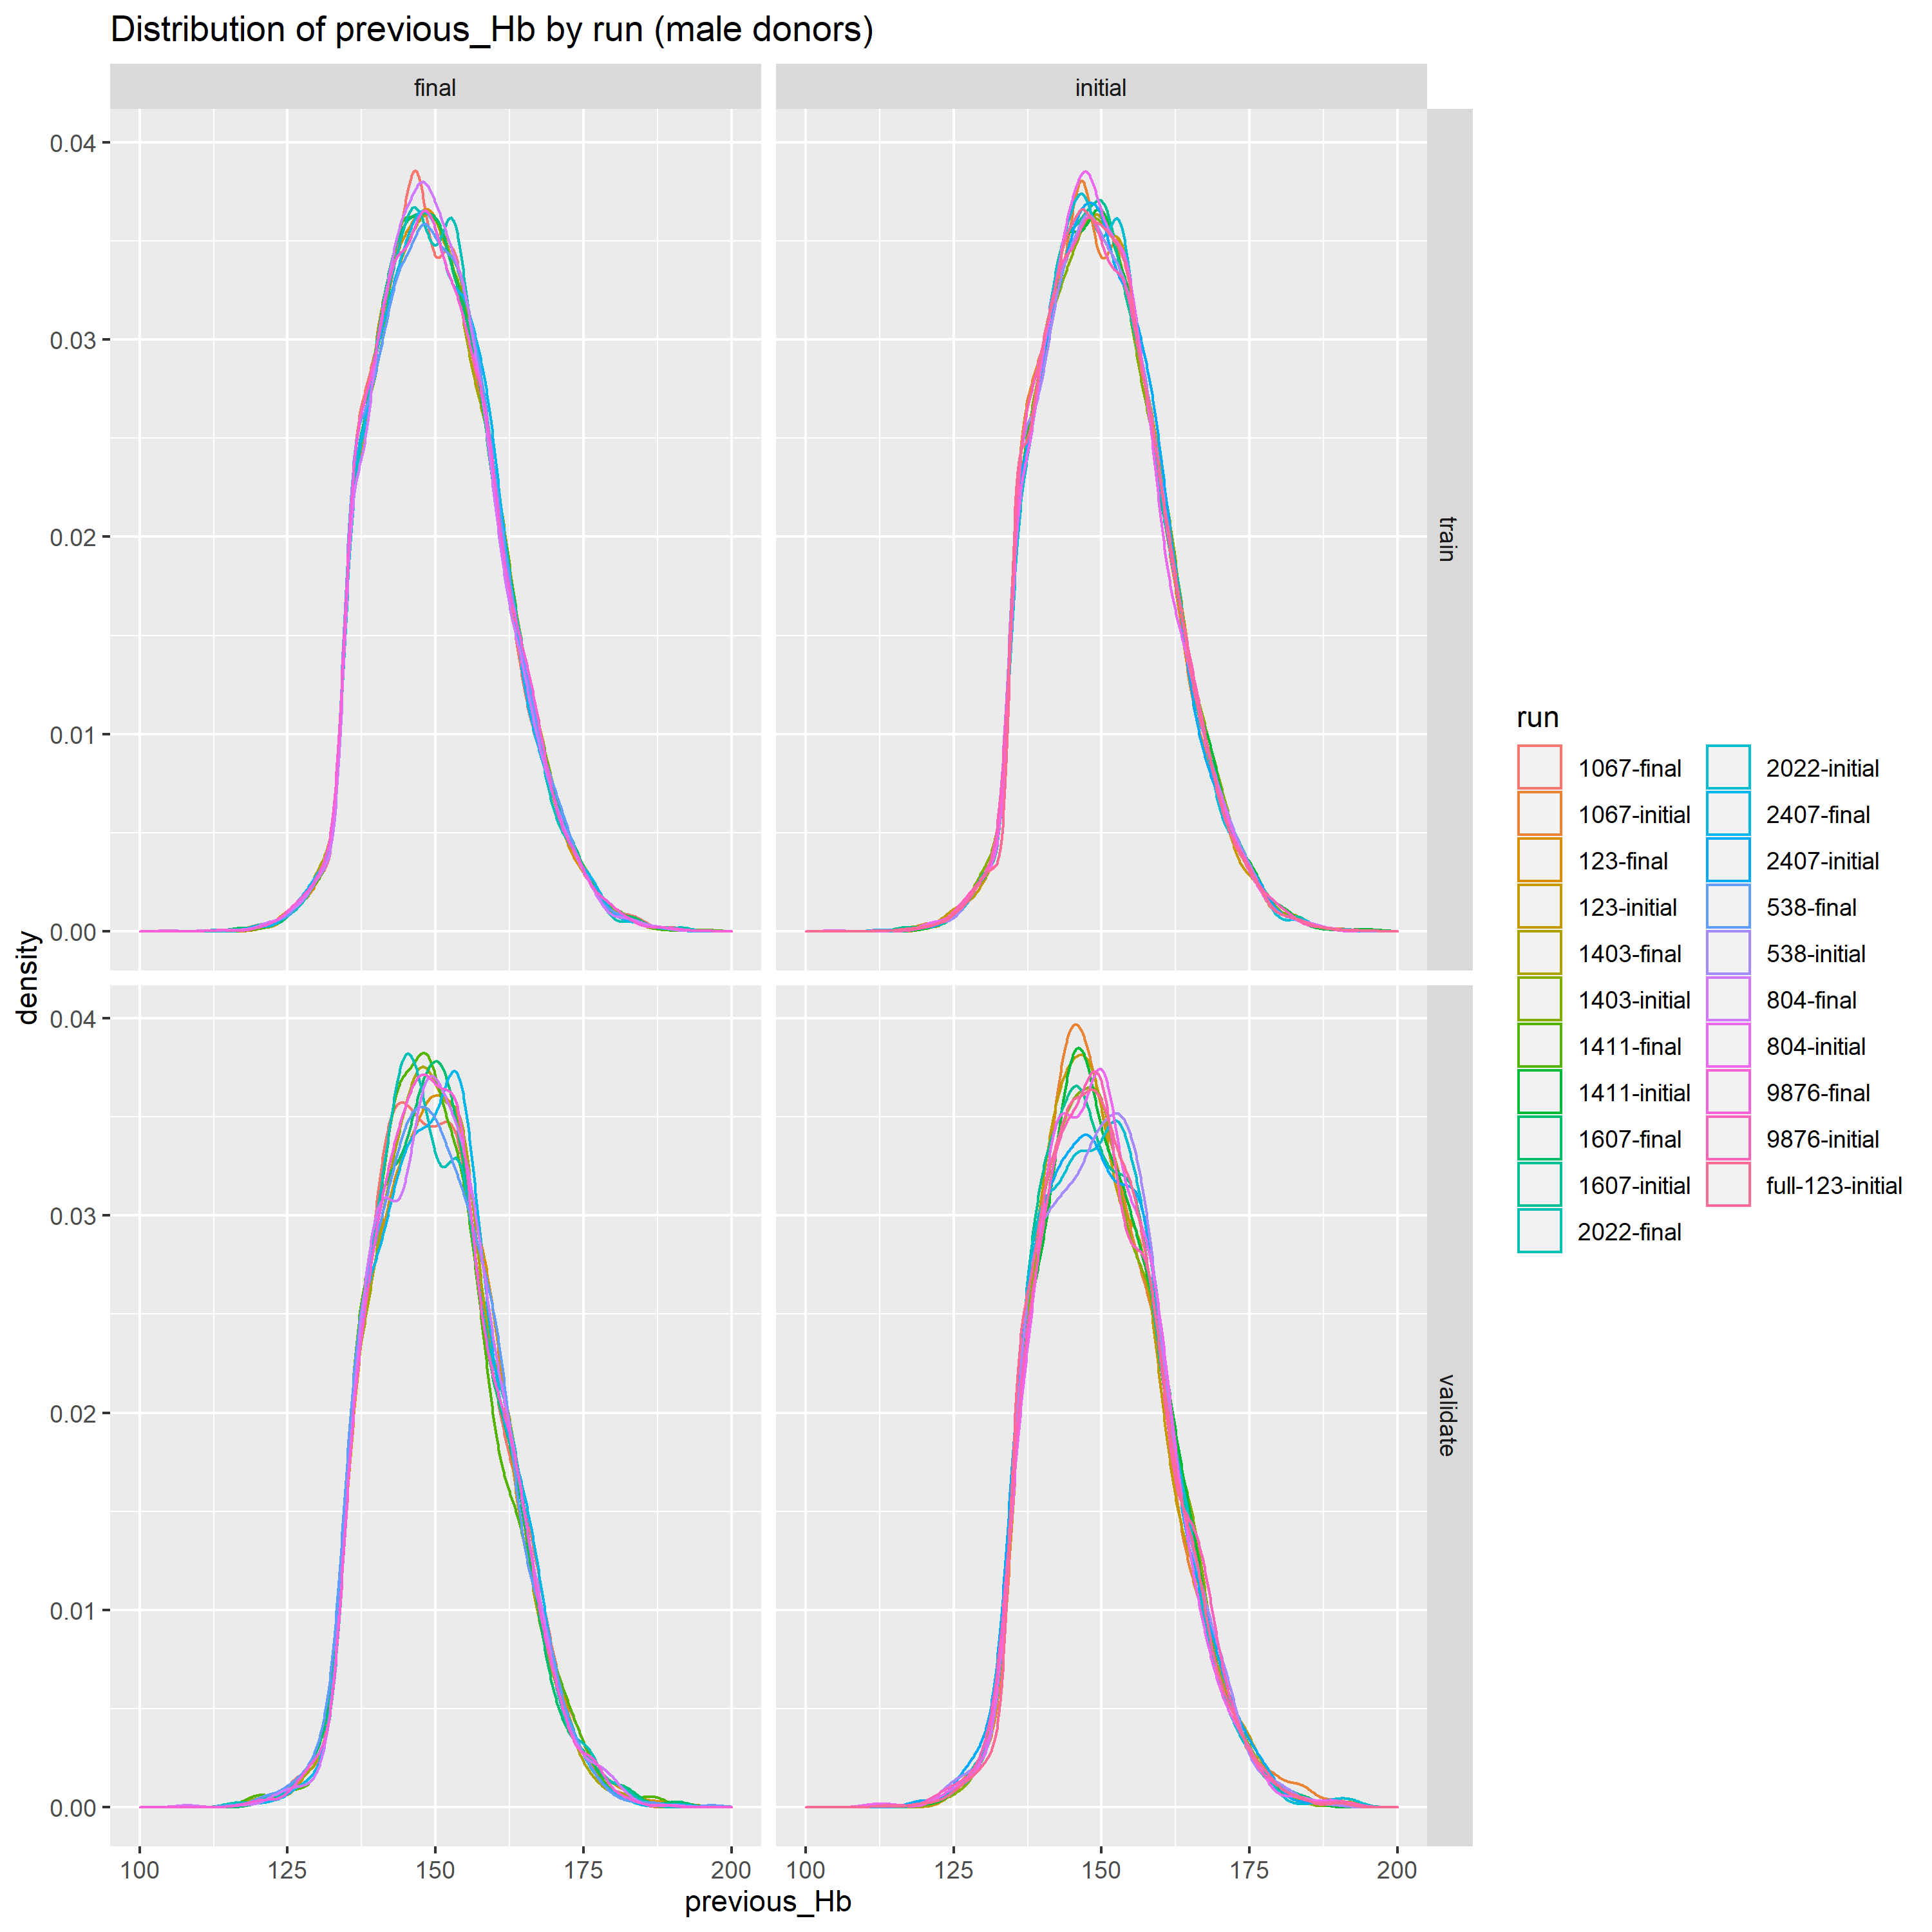 Distribution of previous_Hb by run (male donors)
final
initial
0.04
0.03
0.02
0.01
0.00
train
0.04
0.03
0.02
0.01
0.00
validate
density
100
125
150
175
200
100
125
150
175
200
previous_Hb
run
1067-final
1067-initial
123-final
123-initial
1403-final
1403-initial
1411-final
1411-initial
1607-final
1607-initial
2022-final
2022-initial
2407-final
2407-initial
538-final
538-initial
804-final
804-initial
9876-final
9876-initial
full-123-initial